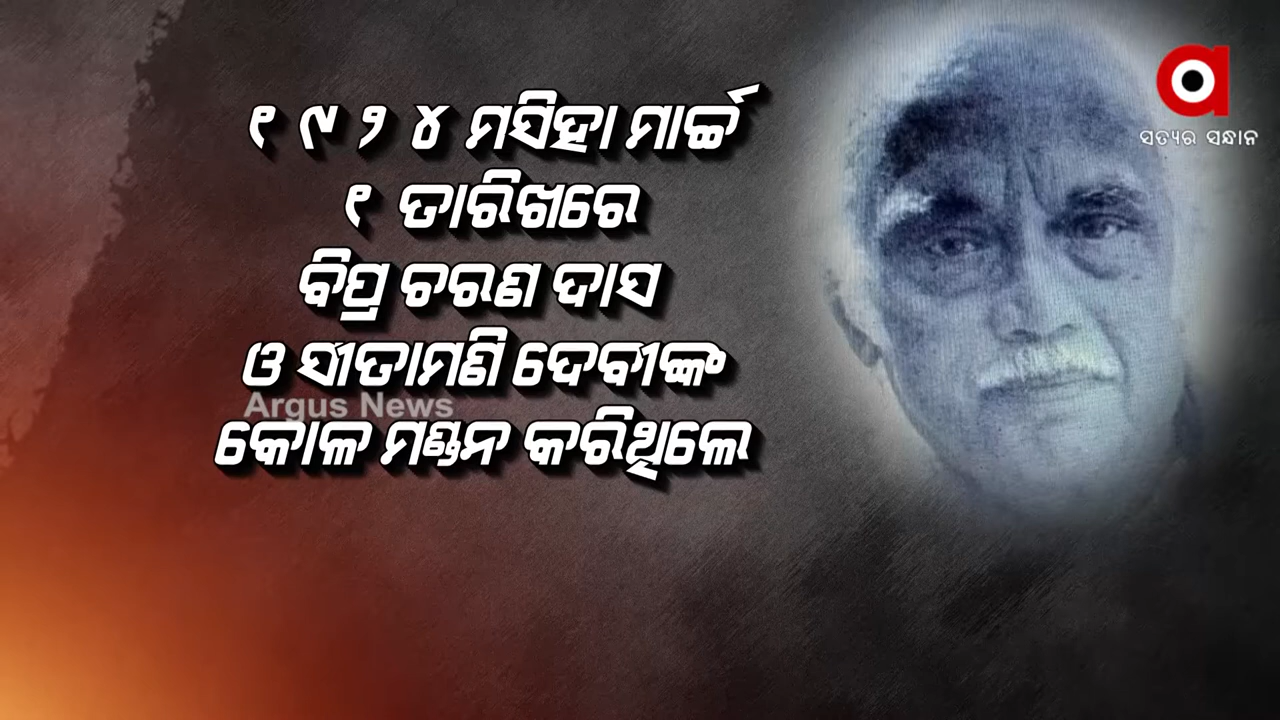 ୧ ୯ ୨ ୪ ମସିହା ମାର୍ଚ୍ଚ
୧ ତାରିଖରେ
ବିପ୍ର ଚରଣ ଦାସ
ଓ ସୀତାମଣି ଦେବୀଙ୍କ
କୋଳ ମଣ୍ଡନ କରିଥିଲେ
Argus News
ସତ୍ୟର ସନ୍ଧାନ